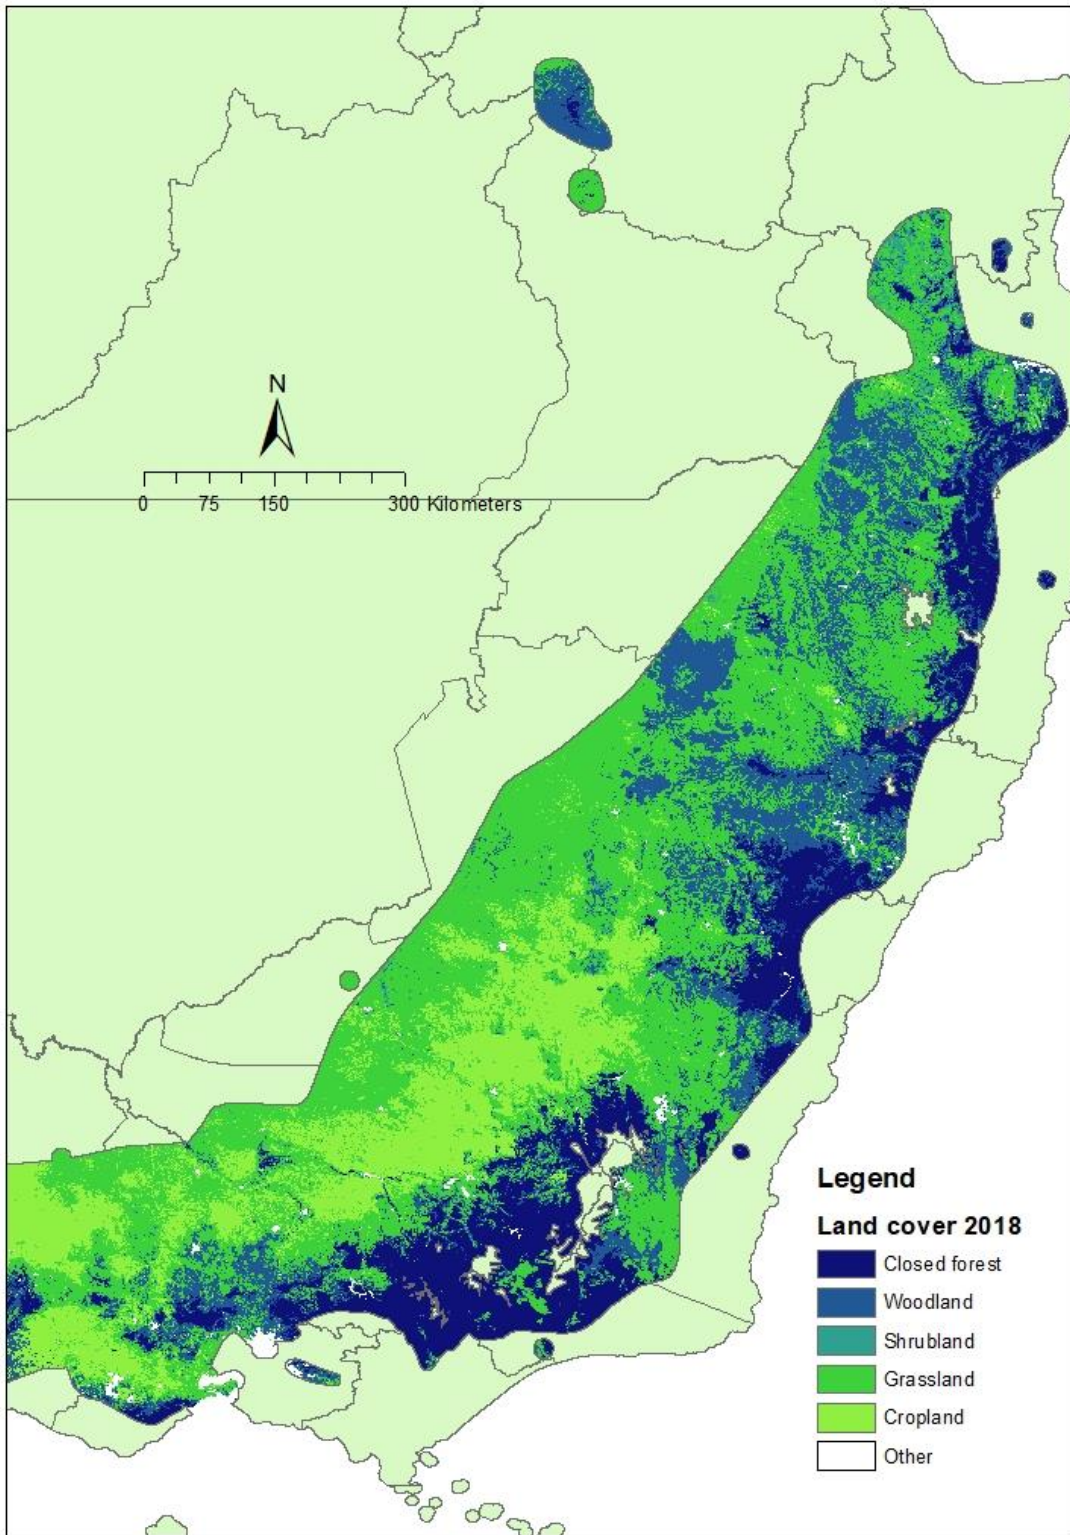 N
0 75 150 300 Kilometers
Legend
Land cover 2018
Closed forest
Woodland
Shrubland
Grassland
Cropland
Other